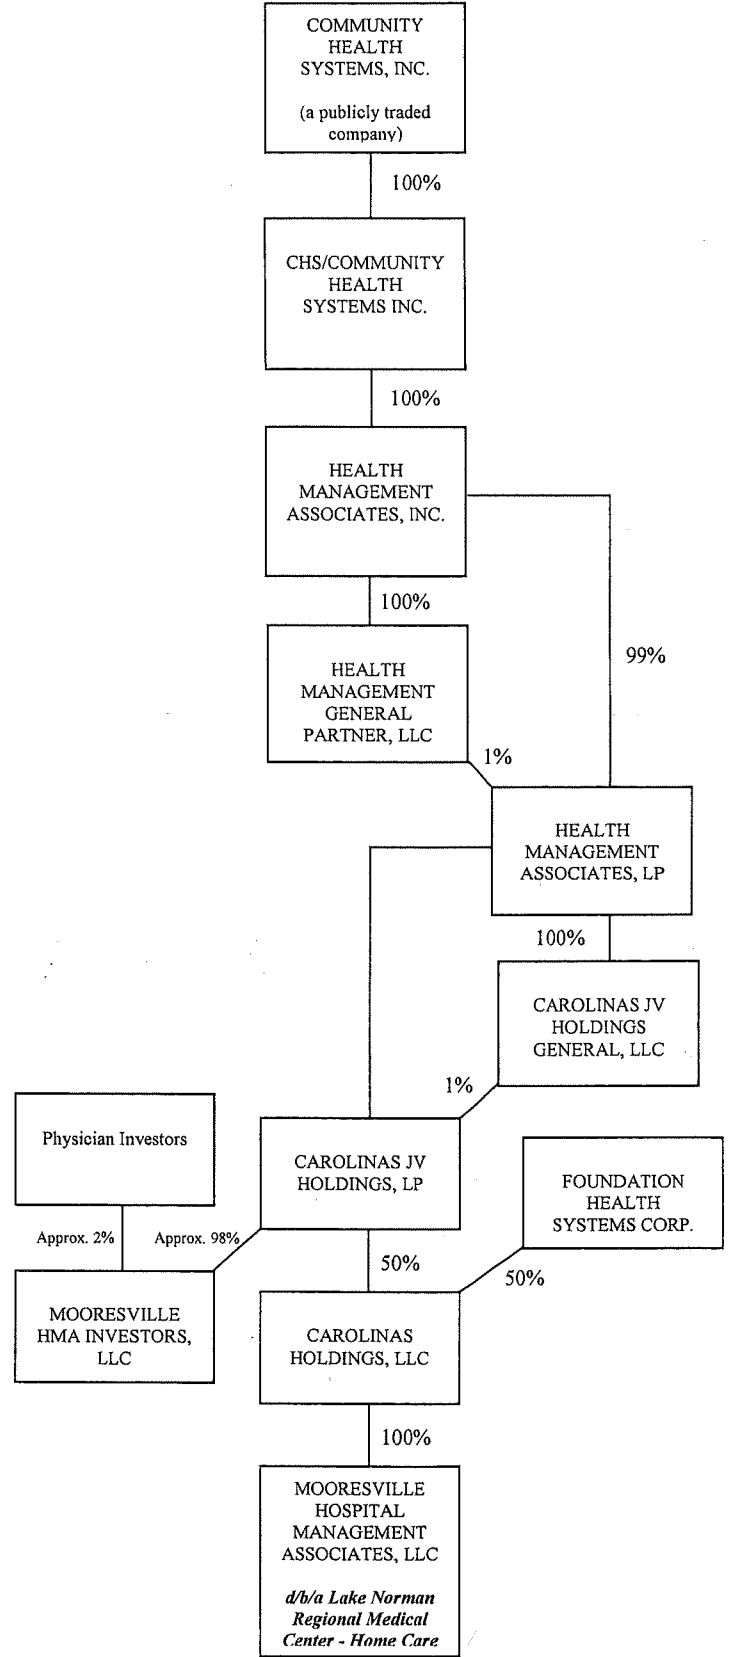 COMMUNITY
HEALTH
SYSTEMS, INC.
(a publicly traded
company)
100%
CHS/COMMUNITY
HEALTH
SYSTEMS INC.
100%
HEALTH
MANAGEMENT
ASSOCIATES, INC.
100%
99%
HEALTH
MANAGEMENT
GENERAL
PARTNER, LLC
1%
HEALTH
MANAGEMENT
ASSOCIATES, LP
100%
CAROLINAS JV
HOLDINGS
GENERAL, LLC
1%
Physician Investors
CAROLINAS JV
HOLDINGS, LP
FOUNDATION
HEALTH
SYSTEMS CORP.
Approx. 2%
Approx. 98%
50%
50%
MOORESVILLE
HMA INVESTORS,
LLC
CAROLINAS
HOLDINGS, LLC
100%
MOORESVILLE
HOSPITAL
MANAGEMENT
ASSOCIATES, LLC
d/b/a Lake Norman
Regional Medical
Center - Home Care